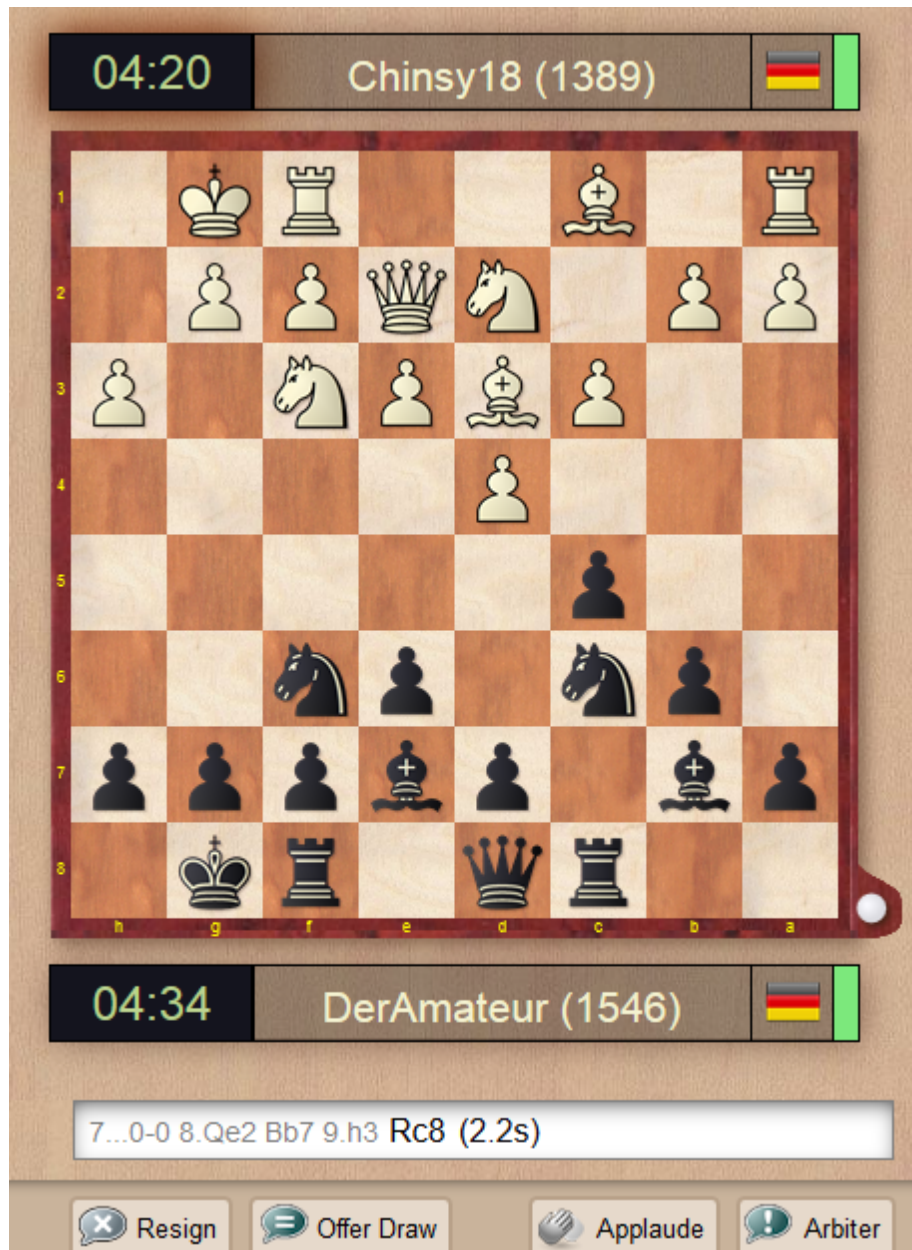 04:20 Chinsy18 (1389)
1
2
3
4
5
6
7
8
h g f e d c b a
04:34 DerAmateur (1546)
7...0-0 8.Qe2 Bb7 9.h3 Rc8 (2.2s)
Resign Offer Draw Applaude Arbiter